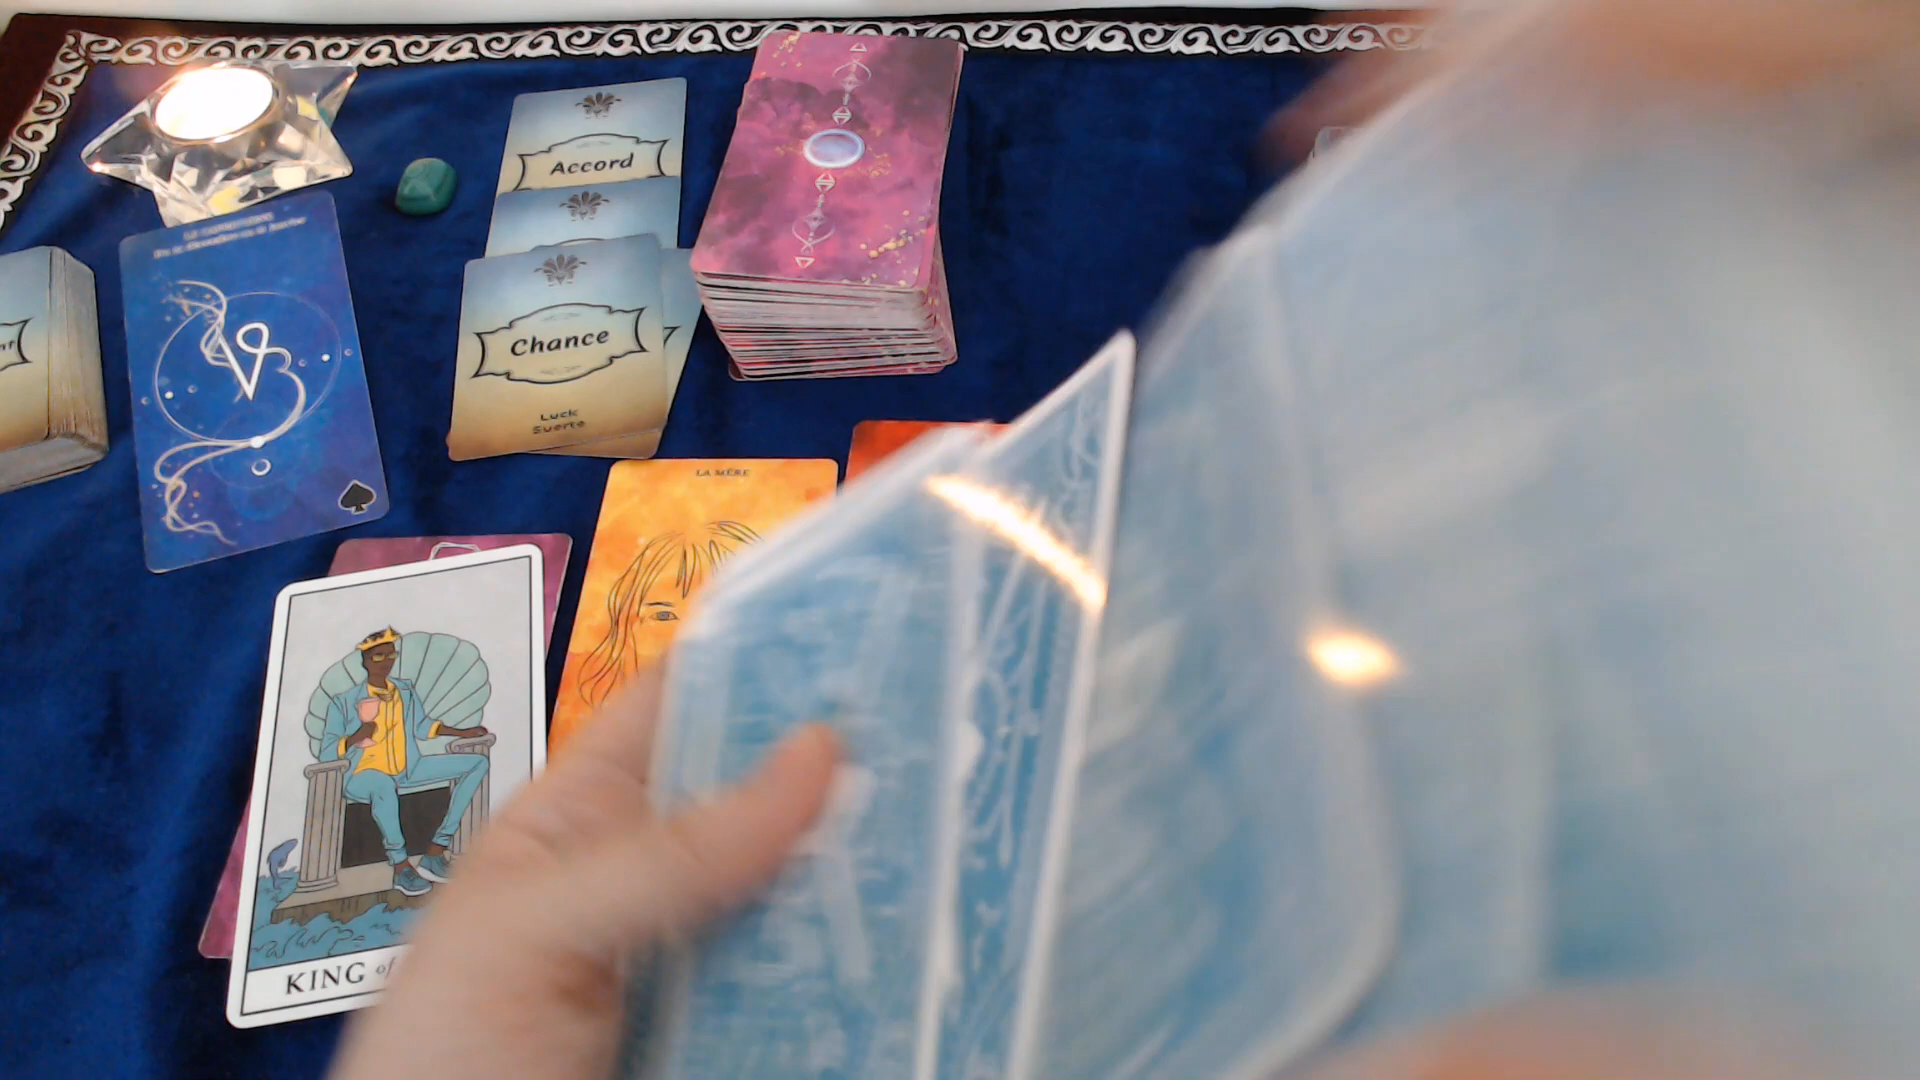 Accord
Chance
Luck
Suerte
LA MÈRE
KING of